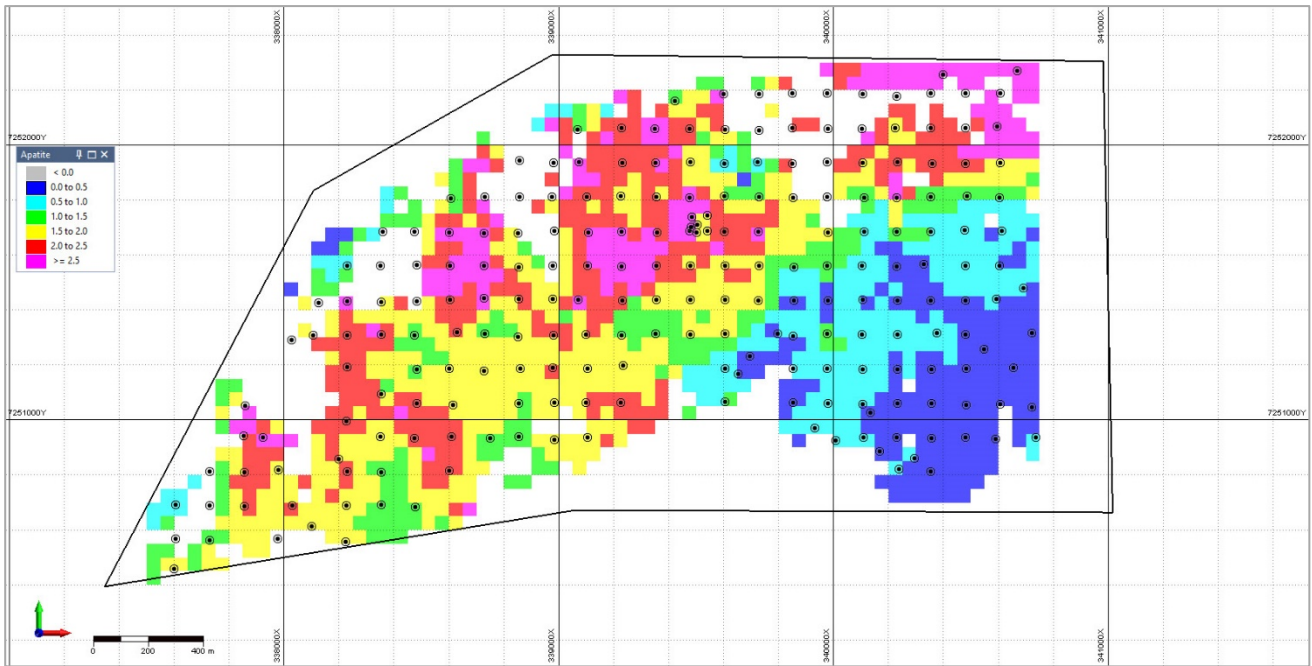 338000X
339000X
340000X
341000X
7252000Y
7252000Y
Apatite
< 0.0
0.0 to 0.5
0.5 to 1.0
1.0 to 1.5
1.5 to 2.0
2.0 to 2.5
>= 2.5
7251000Y
7251000Y
338000X
339000X
340000X
341000X
0 200 400 m